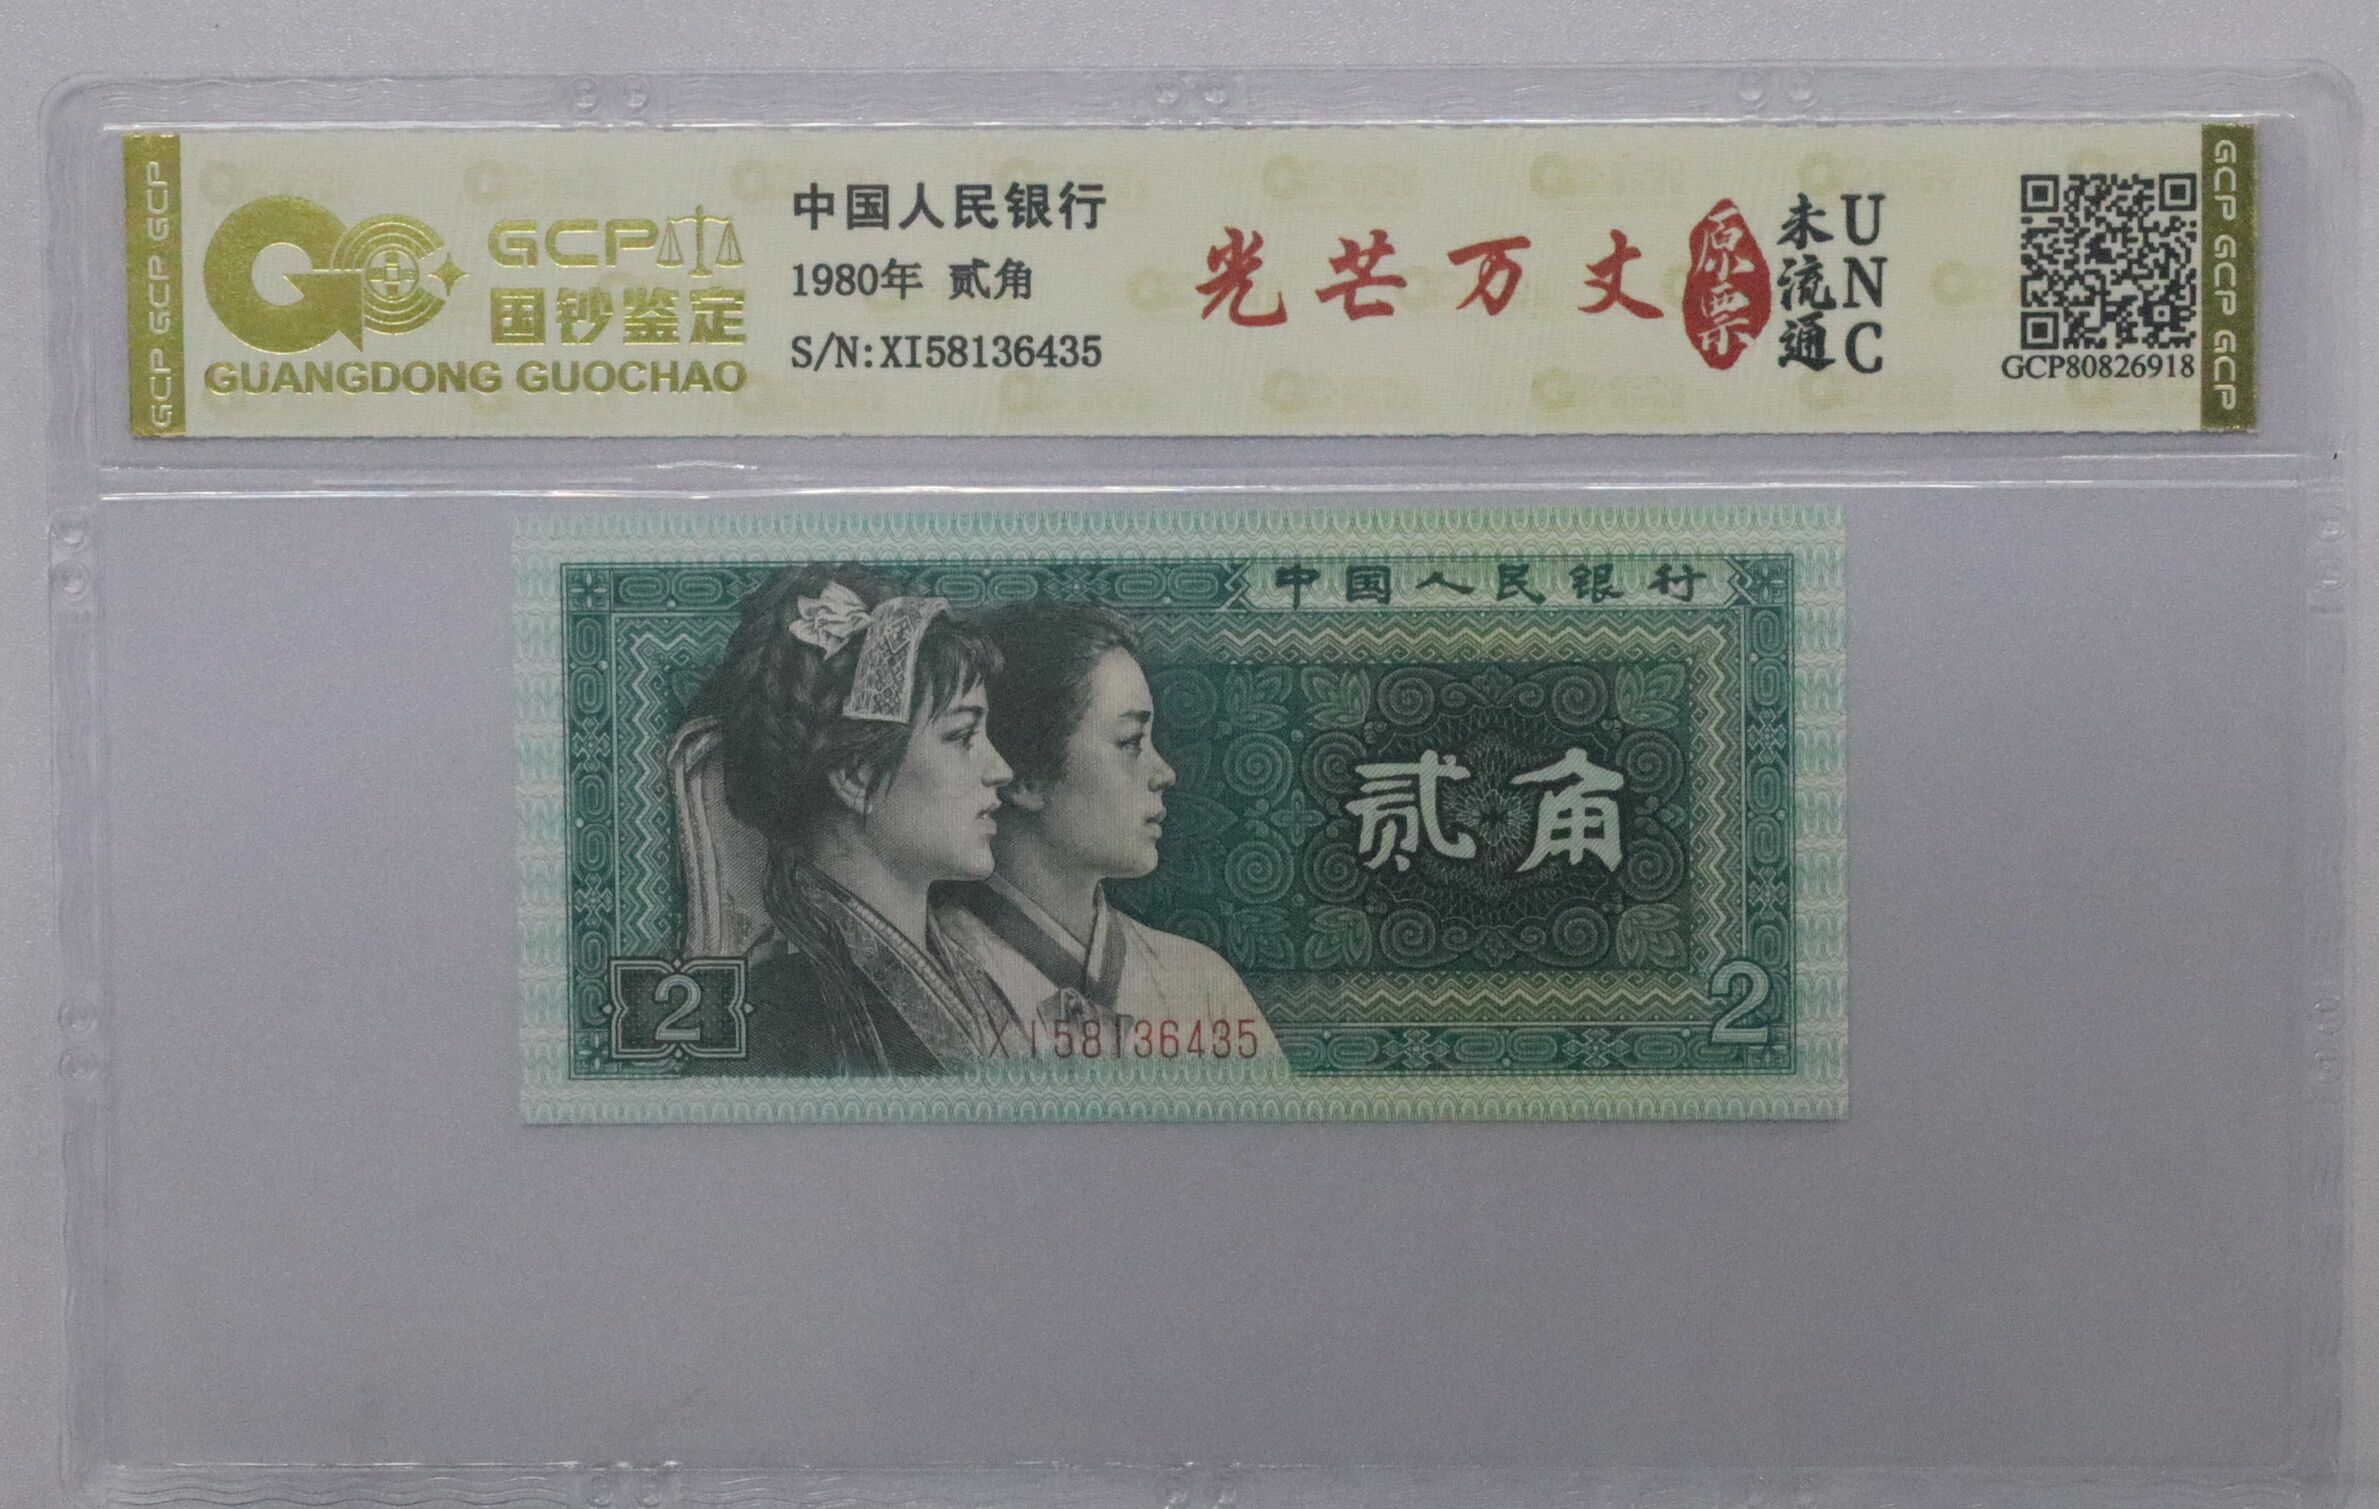 GCP GCP GCP
GCP
国钞鉴定
GUANGDONG GUOCHAO
中国人民银行
1980年 贰角
S/N:XI58136435
光芒万丈
原票
未流通
UNC
GCP80826918
GCP GCP GCP
中国人民银行
贰角
2
XI58136435
2